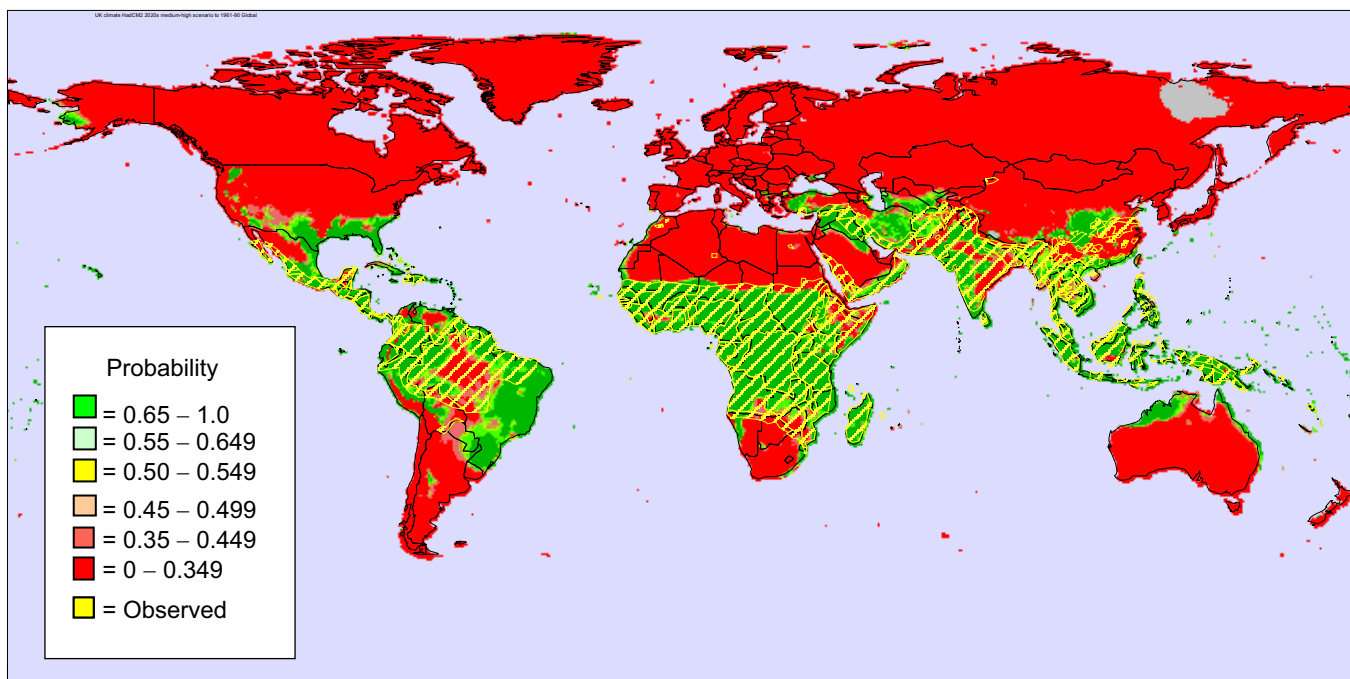 UK climate HadCM2 2020s medium-high scenario to 1961-90 Global
Probability
= 0.65 – 1.0
= 0.55 – 0.649
= 0.50 – 0.549
= 0.45 – 0.499
= 0.35 – 0.449
= 0 – 0.349
= Observed